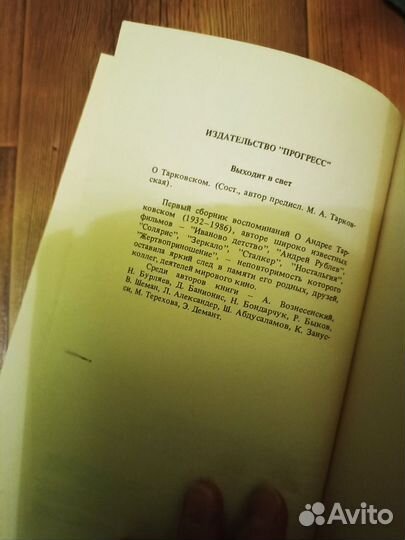 ИЗДАТЕЛЬСТВО "ПРОГРЕСС"
Выходит в свет
О Тарковском. (Сост., автор предисл. М. А. Тарков-
ская).
Первый сборник воспоминаний О Андрее Тар-
ковском (1932–1986), авторе широко известных
фильмов – "Иваново детство", "Андрей Рублев",
"Солярис", "Зеркало", "Сталкер", "Ностальгия",
"Жертвоприношение", – неповторимость которого
оставила яркий след в памяти его родных, друзей,
коллег, деятелей мирового кино.
Среди авторов книги – А. Вознесенский,
Н. Бурляев, Д. Банионис, Н. Бондарчук, Р. Быков,
В. Шеман, Л. Александер, Ш. Абдусаламов, К. Занус-
си, М. Терехова, Э. Демант.
Avito